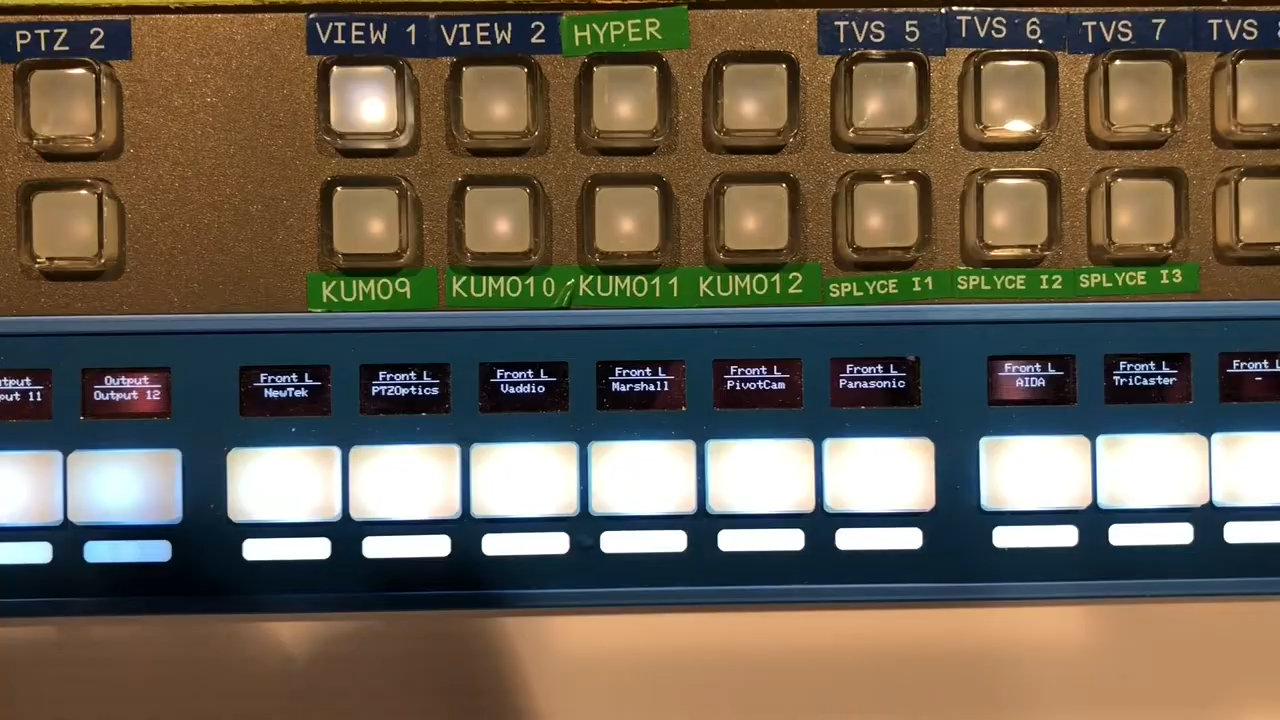 PTZ 2
VIEW 1
VIEW 2
HYPER
TVS 5
TVS 6
TVS 7
TVS
KUMO9
KUMO10
KUMO11
KUMO12
SPLYCE I1
SPLYCE I2
SPLYCE I3
11
Output
Output 12
Front L
NewTek
Front L
PTZOptics
Front L
Vaddio
Front L
Marshall
Front L
PivotCam
Front L
Panasonic
Front L
AIDA
Front L
TriCaster
Front L
-